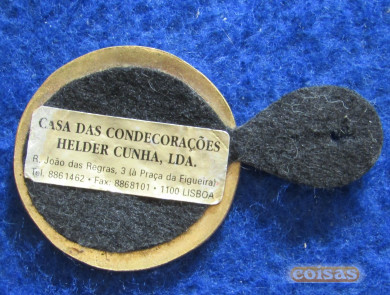 CASA DAS CONDECORAÇÕES
HELDER CUNHA, LDA.
R. João das Regras, 3 (à Praça da Figueira)
Tel. 8861462 • Fax: 8868101 • 1100 LISBOA
coisas